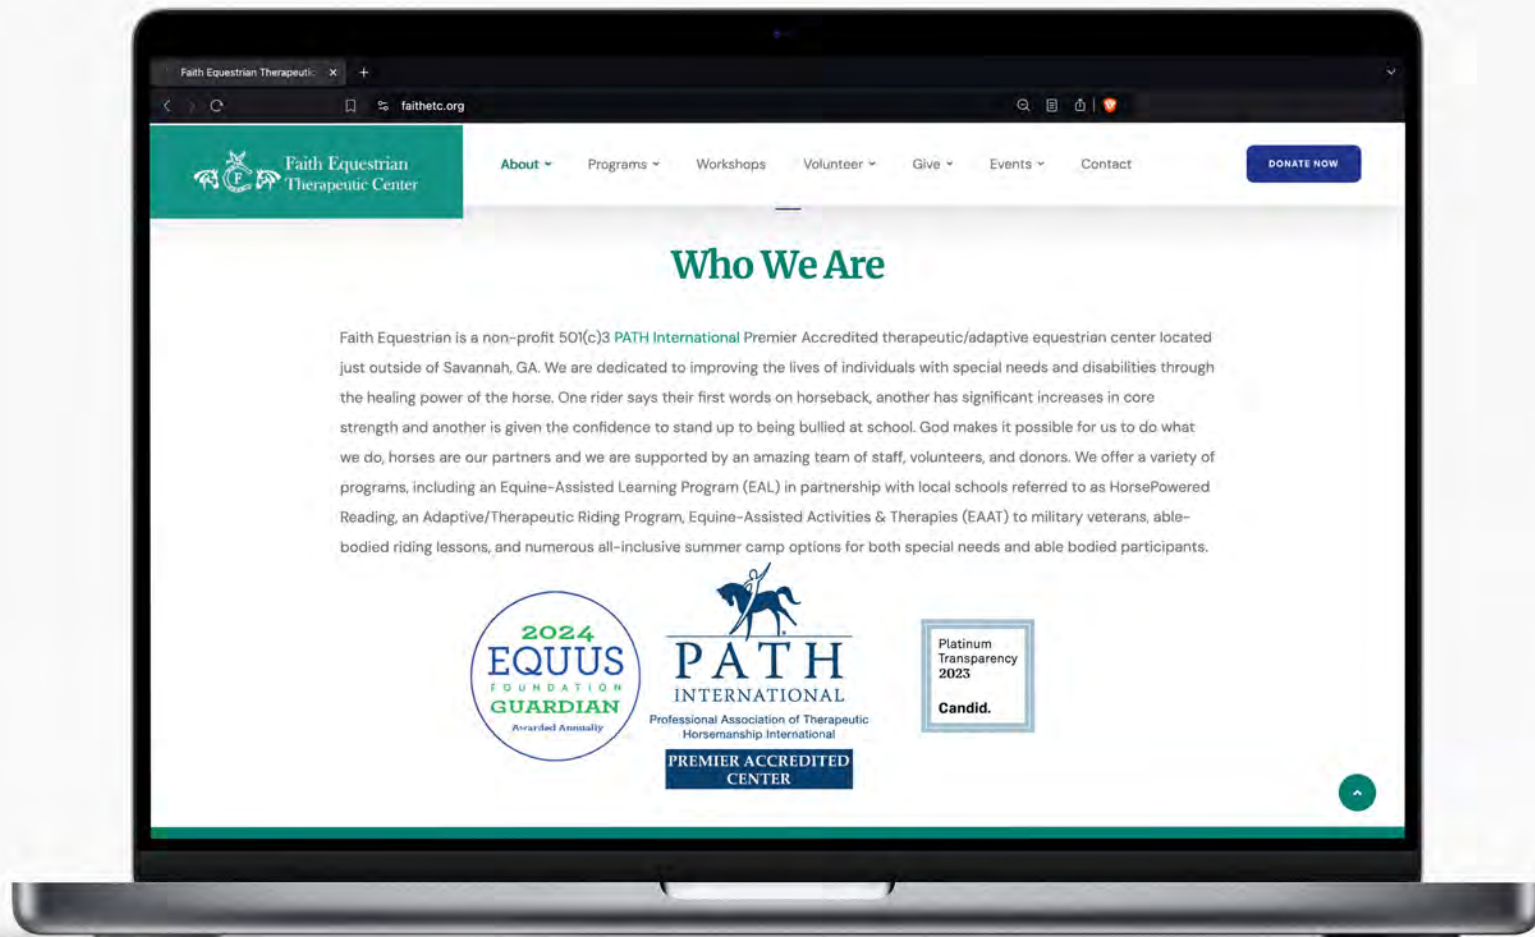 Faith Equestrian Therapeutic
faithetc.org
Faith Equestrian
Therapeutic Center
F
About
Programs
Workshops
Volunteer
Give
Events
Contact
DONATE NOW
Who We Are
Faith Equestrian is a non-profit 501(c)3 PATH International Premier Accredited therapeutic/adaptive equestrian center located
just outside of Savannah, GA. We are dedicated to improving the lives of individuals with special needs and disabilities through
the healing power of the horse. One rider says their first words on horseback, another has significant increases in core
strength and another is given the confidence to stand up to being bullied at school. God makes it possible for us to do what
we do, horses are our partners and we are supported by an amazing team of staff, volunteers, and donors. We offer a variety of
programs, including an Equine-Assisted Learning Program (EAL) in partnership with local schools referred to as HorsePowered
Reading, an Adaptive/Therapeutic Riding Program, Equine-Assisted Activities & Therapies (EAAT) to military veterans, able-
bodied riding lessons, and numerous all-inclusive summer camp options for both special needs and able bodied participants.
2024
EQUUS
FOUNDATION
GUARDIAN
Awarded Annually
PATH
INTERNATIONAL
Professional Association of Therapeutic
Horsemanship International
PREMIER ACCREDITED
CENTER
Platinum
Transparency
2023
Candid.